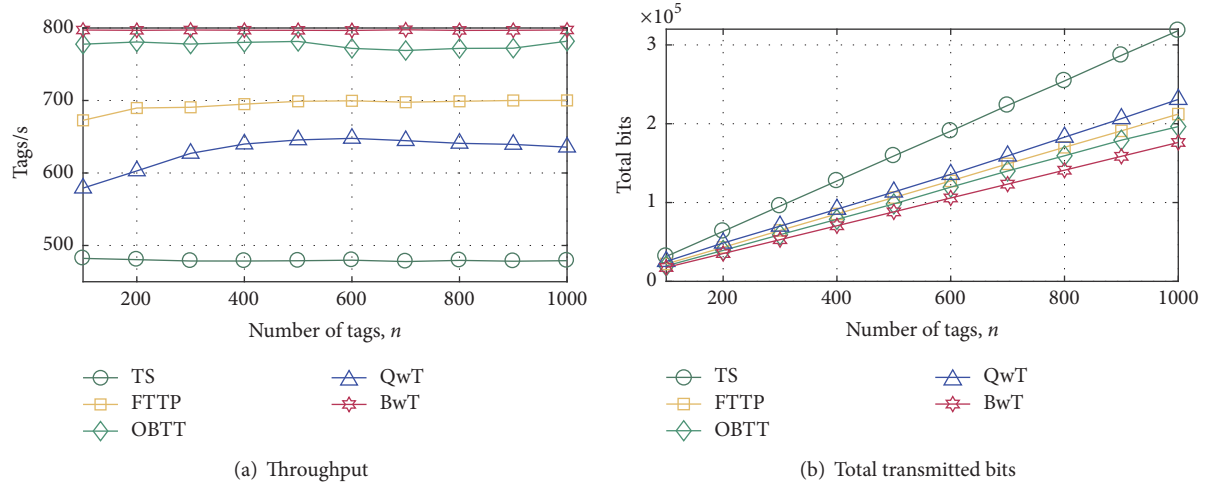 800
700
600
500
Tags/s
200
400
600
800
1000
Number of tags, n
TS
FTTP
OBTT
QwT
BwT
(a) Throughput
×10⁵
3
2
1
0
Total bits
200
400
600
800
1000
Number of tags, n
TS
FTTP
OBTT
QwT
BwT
(b) Total transmitted bits